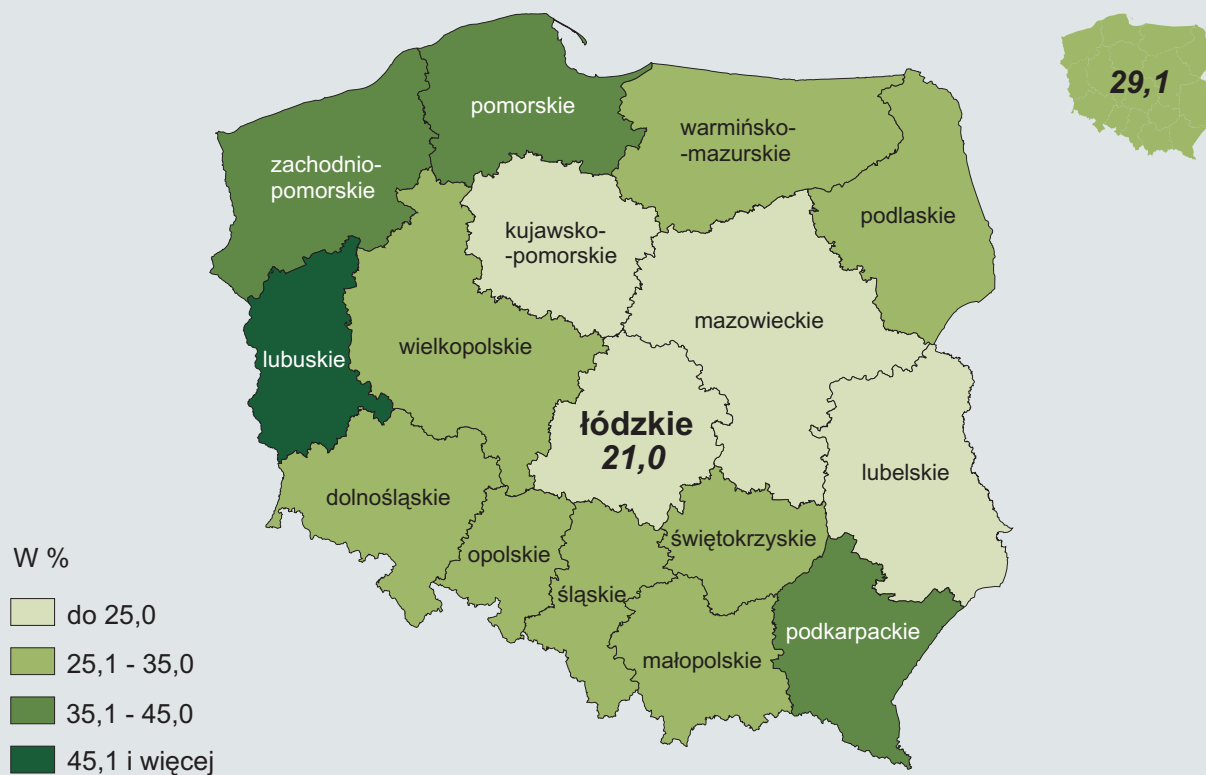 29,1
pomorskie
warmińsko-
-mazurskie
zachodnio-
pomorskie
podlaskie
kujawsko-
-pomorskie
mazowieckie
wielkopolskie
lubuskie
łódzkie
21,0
lubelskie
dolnośląskie
opolskie
świętokrzyskie
śląskie
podkarpackie
małopolskie
W %
do 25,0
25,1 - 35,0
35,1 - 45,0
45,1 i więcej